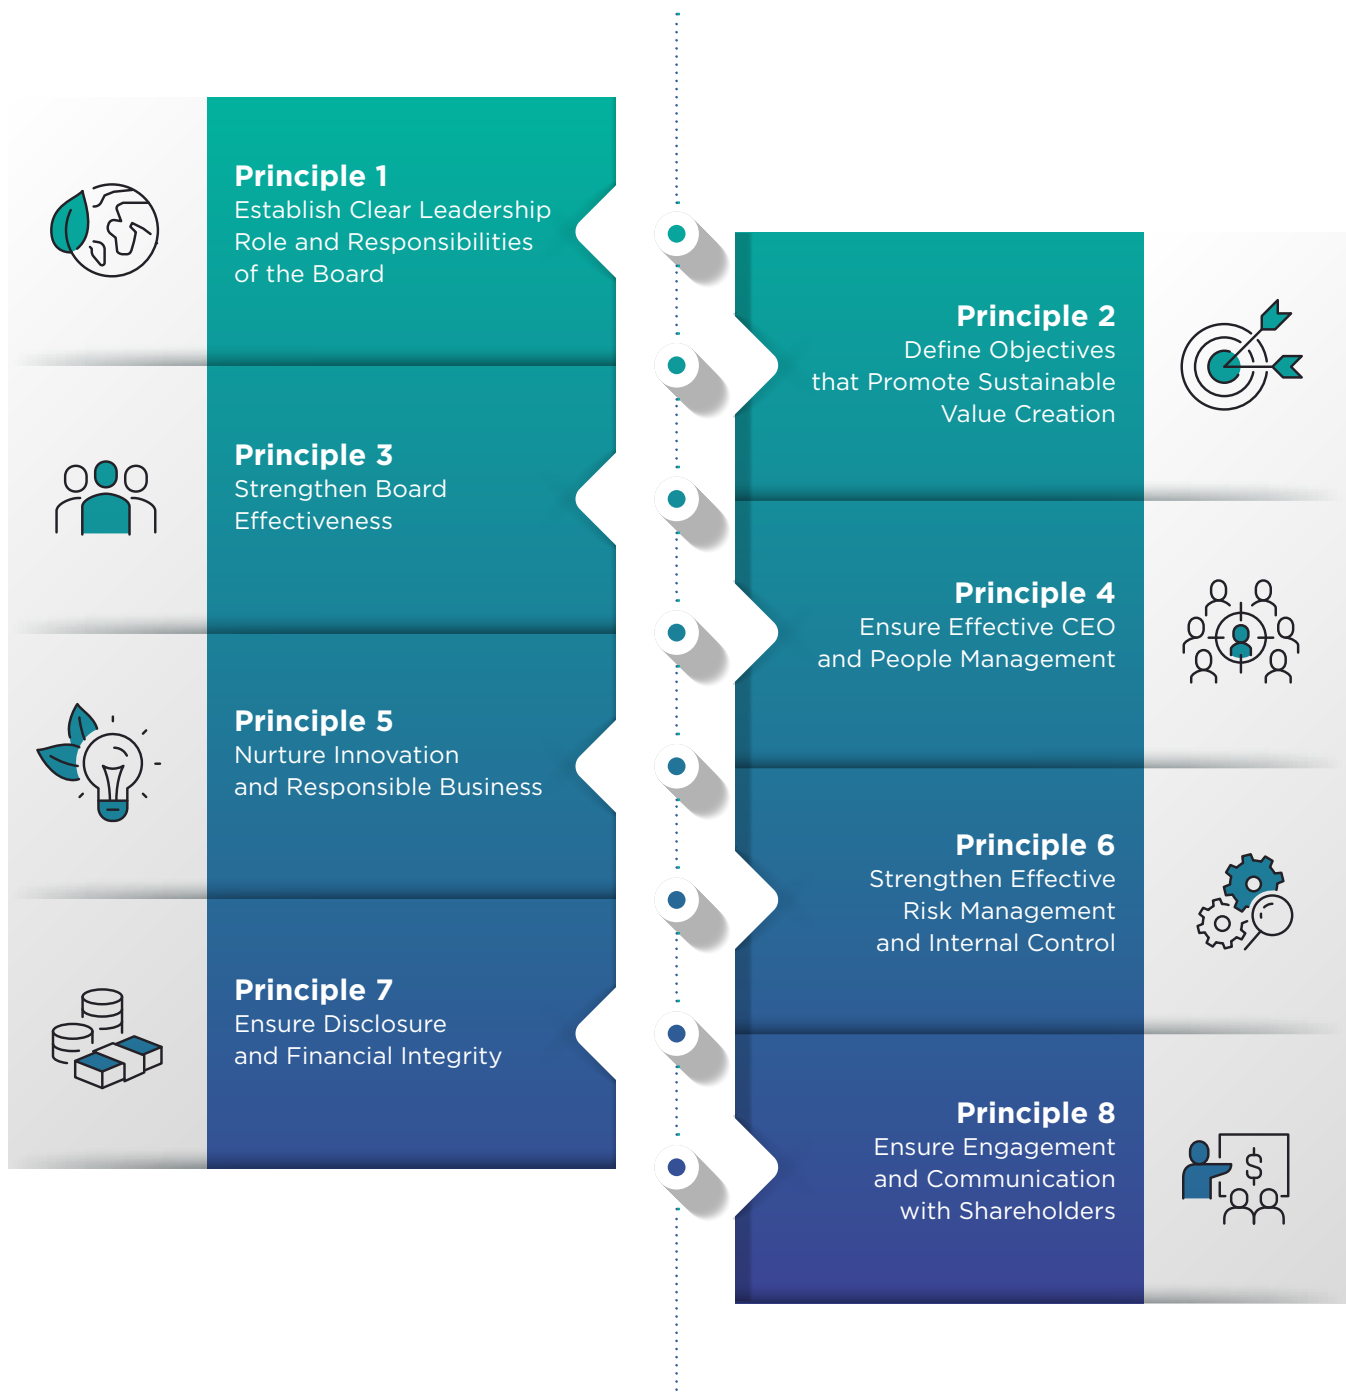 Principle 1
Establish Clear Leadership
Role and Responsibilities
of the Board
Principle 2
Define Objectives
that Promote Sustainable
Value Creation
Principle 3
Strengthen Board
Effectiveness
Principle 4
Ensure Effective CEO
and People Management
Principle 5
Nurture Innovation
and Responsible Business
Principle 6
Strengthen Effective
Risk Management
and Internal Control
Principle 7
Ensure Disclosure
and Financial Integrity
Principle 8
Ensure Engagement
and Communication
with Shareholders
$